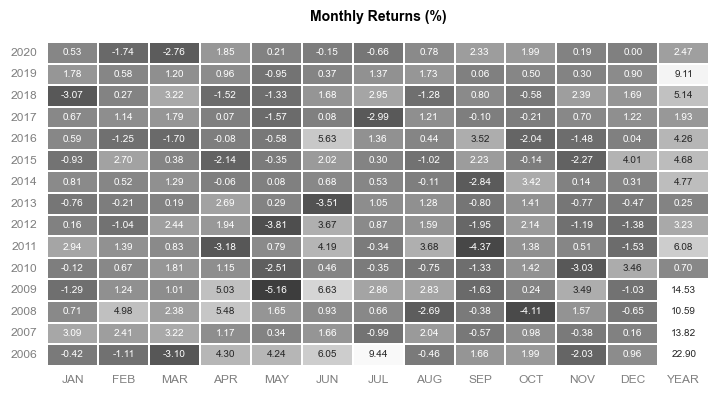 Monthly Returns (%)
2020 0.53 -1.74 -2.76 1.85 0.21 -0.15 -0.66 0.78 2.33 1.99 0.19 0.00 2.47
2019 1.78 0.58 1.20 0.96 -0.95 0.37 1.37 1.73 0.06 0.50 0.30 0.90 9.11
2018 -3.07 0.27 3.22 -1.52 -1.33 1.68 2.95 -1.28 0.80 -0.58 2.39 1.69 5.14
2017 0.67 1.14 1.79 0.07 -1.57 0.08 -2.99 1.21 -0.10 -0.21 0.70 1.22 1.93
2016 0.59 -1.25 -1.70 -0.08 -0.58 5.63 1.36 0.44 3.52 -2.04 -1.48 0.04 4.26
2015 -0.93 2.70 0.38 -2.14 -0.35 2.02 0.30 -1.02 2.23 -0.14 -2.27 4.01 4.68
2014 0.81 0.52 1.29 -0.06 0.08 0.68 0.53 -0.11 -2.84 3.42 0.14 0.31 4.77
2013 -0.76 -0.21 0.19 2.69 0.29 -3.51 1.05 1.28 -0.80 1.41 -0.77 -0.47 0.25
2012 0.16 -1.04 2.44 1.94 -3.81 3.67 0.87 1.59 -1.95 2.14 -1.19 -1.38 3.23
2011 2.94 1.39 0.83 -3.18 0.79 4.19 -0.34 3.68 -4.37 1.38 0.51 -1.53 6.08
2010 -0.12 0.67 1.81 1.15 -2.51 0.46 -0.35 -0.75 -1.33 1.42 -3.03 3.46 0.70
2009 -1.29 1.24 1.01 5.03 -5.16 6.63 2.86 2.83 -1.63 0.24 3.49 -1.03 14.53
2008 0.71 4.98 2.38 5.48 1.65 0.93 0.66 -2.69 -0.38 -4.11 1.57 -0.65 10.59
2007 3.09 2.41 3.22 1.17 0.34 1.66 -0.99 2.04 -0.57 0.98 -0.38 0.16 13.82
2006 -0.42 -1.11 -3.10 4.30 4.24 6.05 9.44 -0.46 1.66 1.99 -2.03 0.96 22.90
JAN FEB MAR APR MAY JUN JUL AUG SEP OCT NOV DEC YEAR